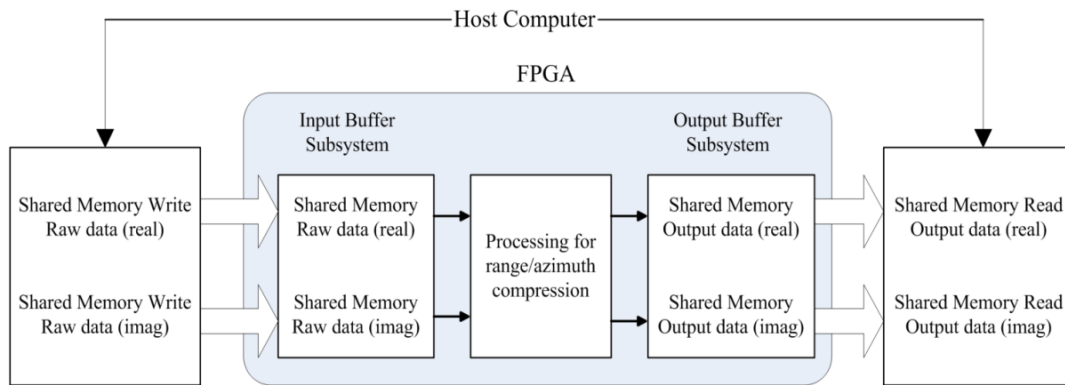 Host Computer
FPGA
Input Buffer
Subsystem
Output Buffer
Subsystem
Shared Memory Write
Raw data (real)
Shared Memory Write
Raw data (imag)
Shared Memory
Raw data (real)
Shared Memory
Raw data (imag)
Processing for
range/azimuth
compression
Shared Memory
Output data (real)
Shared Memory
Output data (imag)
Shared Memory Read
Output data (real)
Shared Memory Read
Output data (imag)